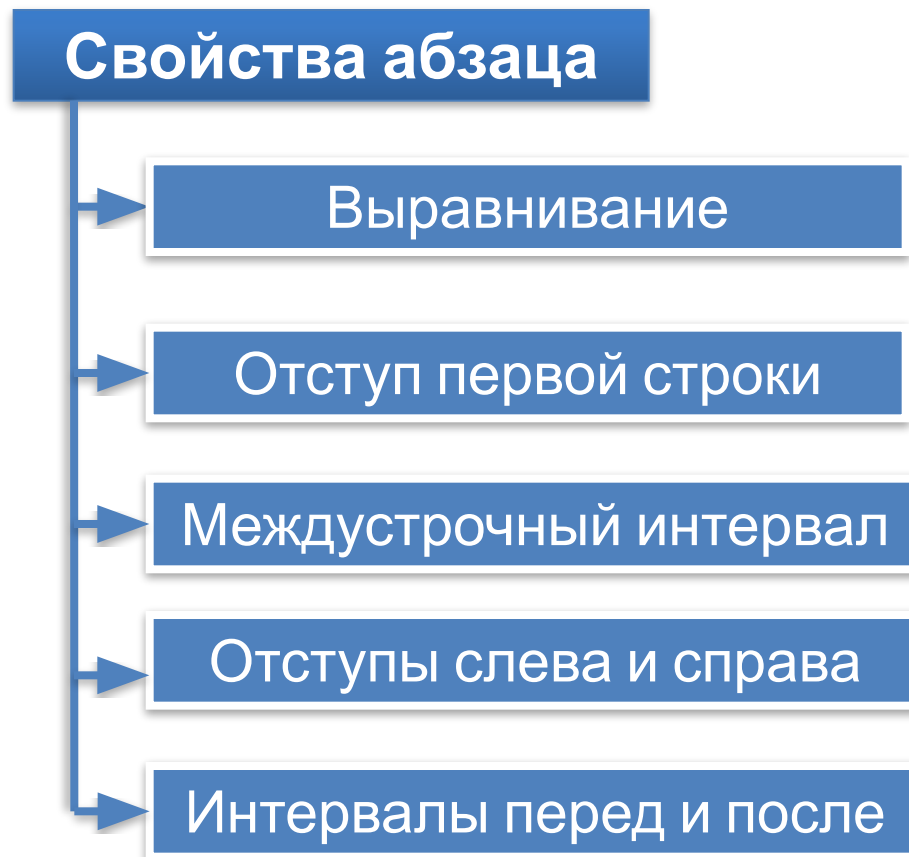 Свойства абзаца
Выравнивание
Отступ первой строки
Междустрочный интервал
Отступы слева и справа
Интервалы перед и после